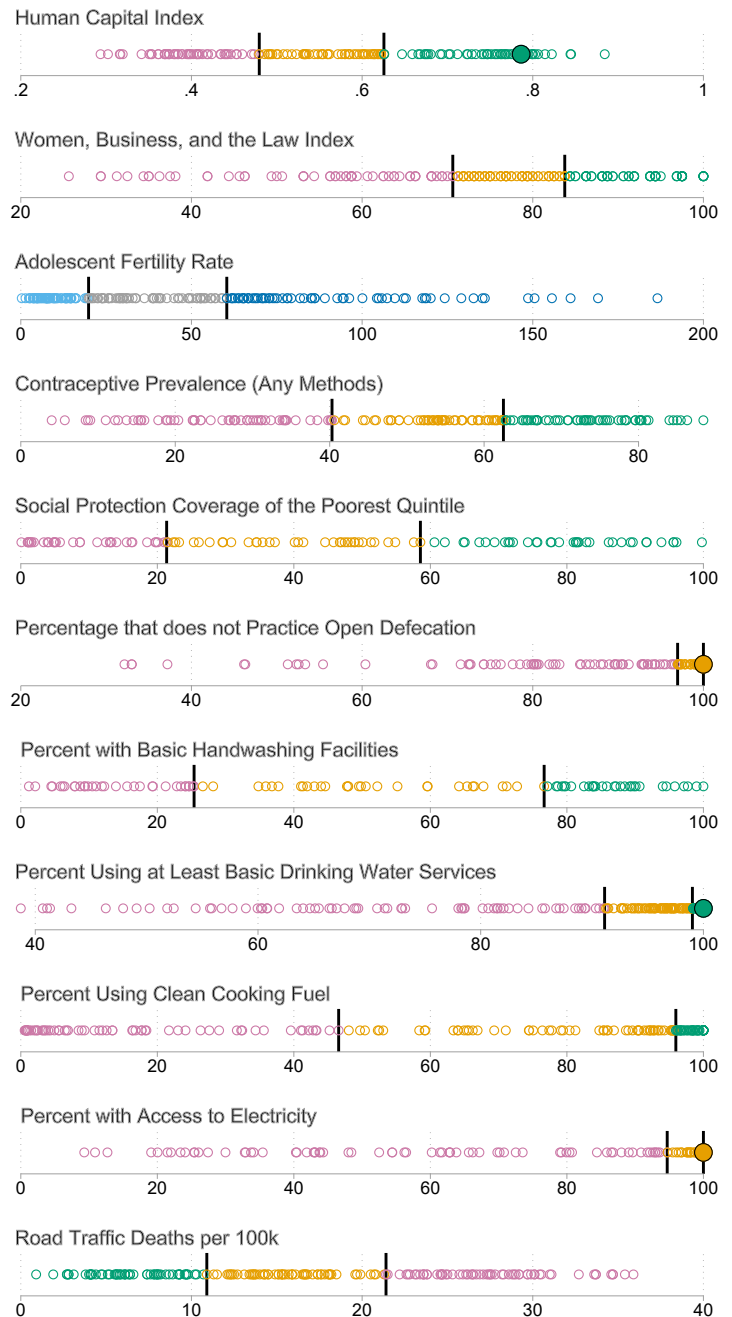 Human Capital Index
.2 .4 .6 .8 1
Women, Business, and the Law Index
20 40 60 80 100
Adolescent Fertility Rate
0 50 100 150 200
Contraceptive Prevalence (Any Methods)
0 20 40 60 80
Social Protection Coverage of the Poorest Quintile
0 20 40 60 80 100
Percentage that does not Practice Open Defecation
20 40 60 80 100
Percent with Basic Handwashing Facilities
0 20 40 60 80 100
Percent Using at Least Basic Drinking Water Services
40 60 80 100
Percent Using Clean Cooking Fuel
0 20 40 60 80 100
Percent with Access to Electricity
0 20 40 60 80 100
Road Traffic Deaths per 100k
0 10 20 30 40